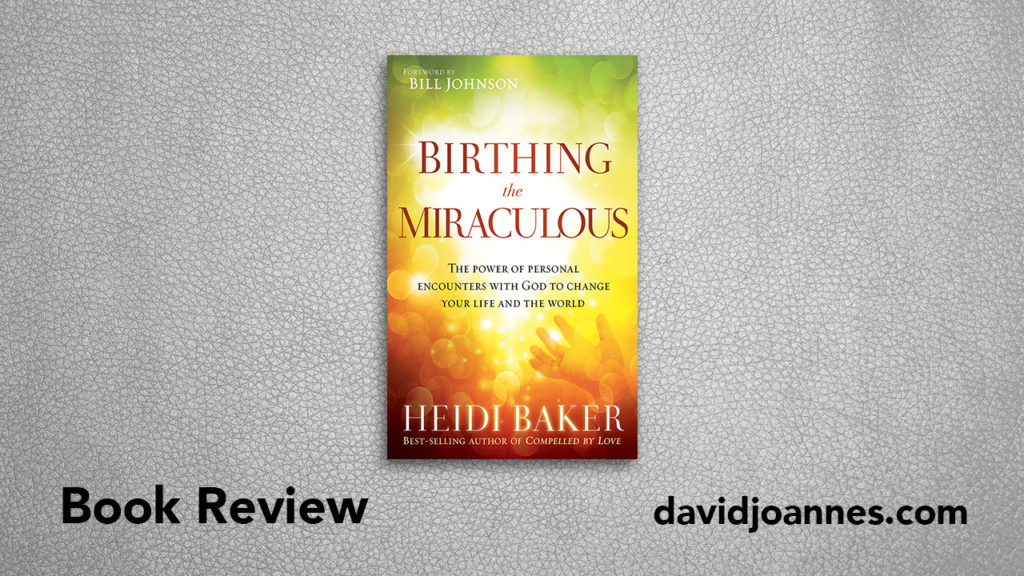 FOREWORD BY
BILL JOHNSON
BIRTHING
the
MIRACULOUS
THE POWER OF PERSONAL
ENCOUNTERS WITH GOD TO CHANGE
YOUR LIFE AND THE WORLD
HEIDI BAKER
BEST-SELLING AUTHOR OF COMPELLED BY LOVE
Book Review
davidjoannes.com